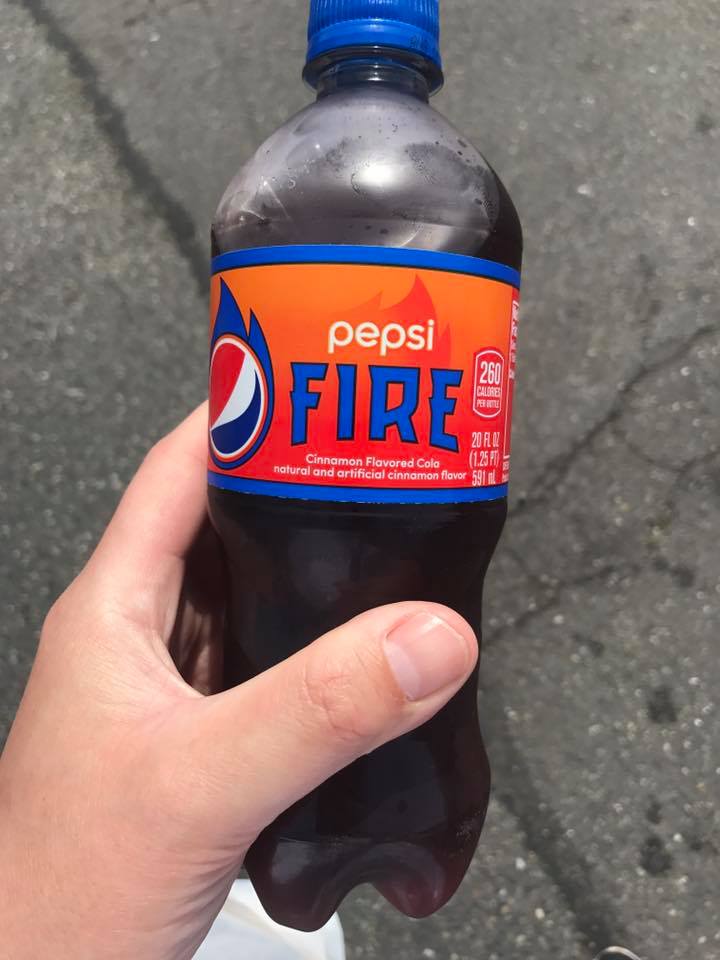 pepsi
FIRE
260
CALORIES
PER BOTTLE
Cinnamon Flavored Cola
natural and artificial cinnamon flavor
20 FL OZ
(1.25 PT)
591 mL